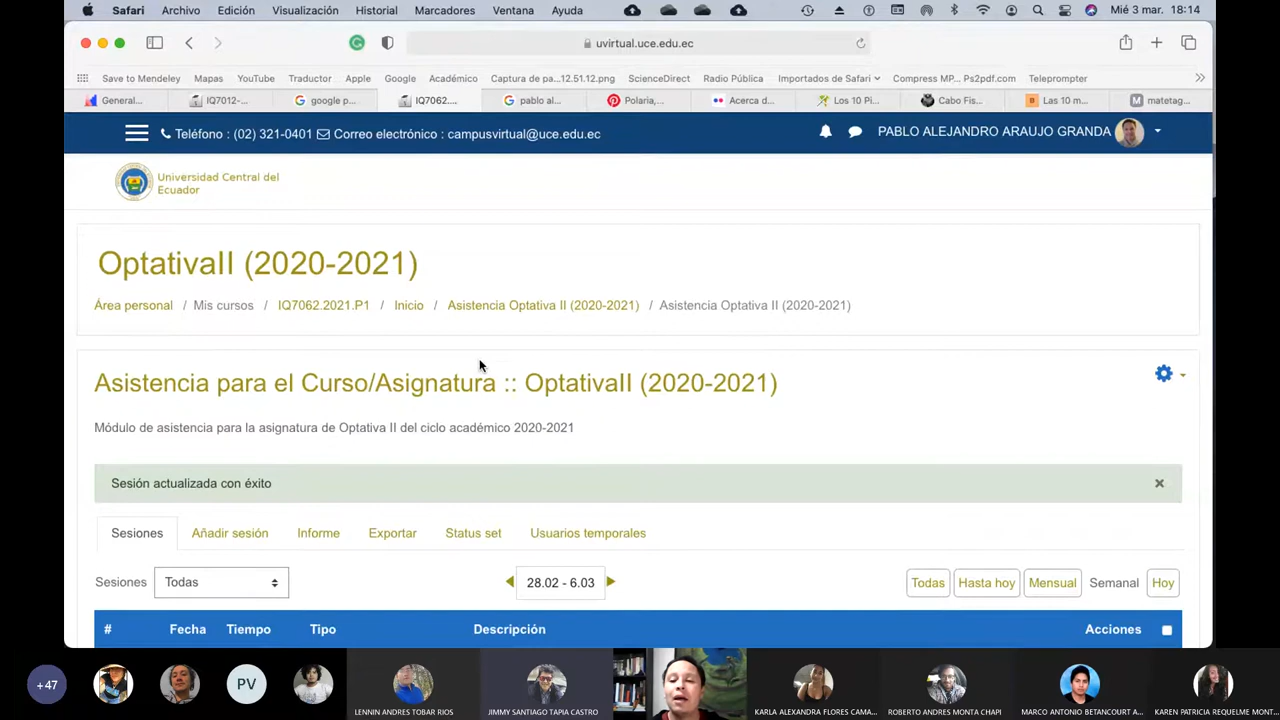 Safari Archivo Edición Visualización Historial Marcadores Ventana Ayuda Mié 3 mar. 18:14
uvirtual.uce.edu.ec
Save to Mendeley Mapas YouTube Traductor Apple Google Académico Captura de pa...12.51.12.png ScienceDirect Radio Pública Importados de Safari Compress MP... Ps2pdf.com Teleprompter
General... IQ7012-... google p... IQ7062.... pablo al... Polaria,... Acerca d... Los 10 Pi... Cabo Fis... Las 10 m... matetag...
Teléfono : (02) 321-0401 Correo electrónico : campusvirtual@uce.edu.ec PABLO ALEJANDRO ARAUJO GRANDA
Universidad Central del
Ecuador
OptativaII (2020-2021)
Área personal / Mis cursos / IQ7062.2021.P1 / Inicio / Asistencia Optativa II (2020-2021) / Asistencia Optativa II (2020-2021)
Asistencia para el Curso/Asignatura :: OptativaII (2020-2021)
Módulo de asistencia para la asignatura de Optativa II del ciclo académico 2020-2021
Sesión actualizada con éxito ×
Sesiones Añadir sesión Informe Exportar Status set Usuarios temporales
Sesiones Todas 28.02 - 6.03 Todas Hasta hoy Mensual Semanal Hoy
# Fecha Tiempo Tipo Descripción Acciones
+47 PV
LENNIN ANDRES TOBAR RIOS JIMMY SANTIAGO TAPIA CASTRO KARLA ALEXANDRA FLORES CAMA... ROBERTO ANDRES MONTA CHAPI MARCO ANTONIO BETANCOURT A... KAREN PATRICIA REQUELME MONT...